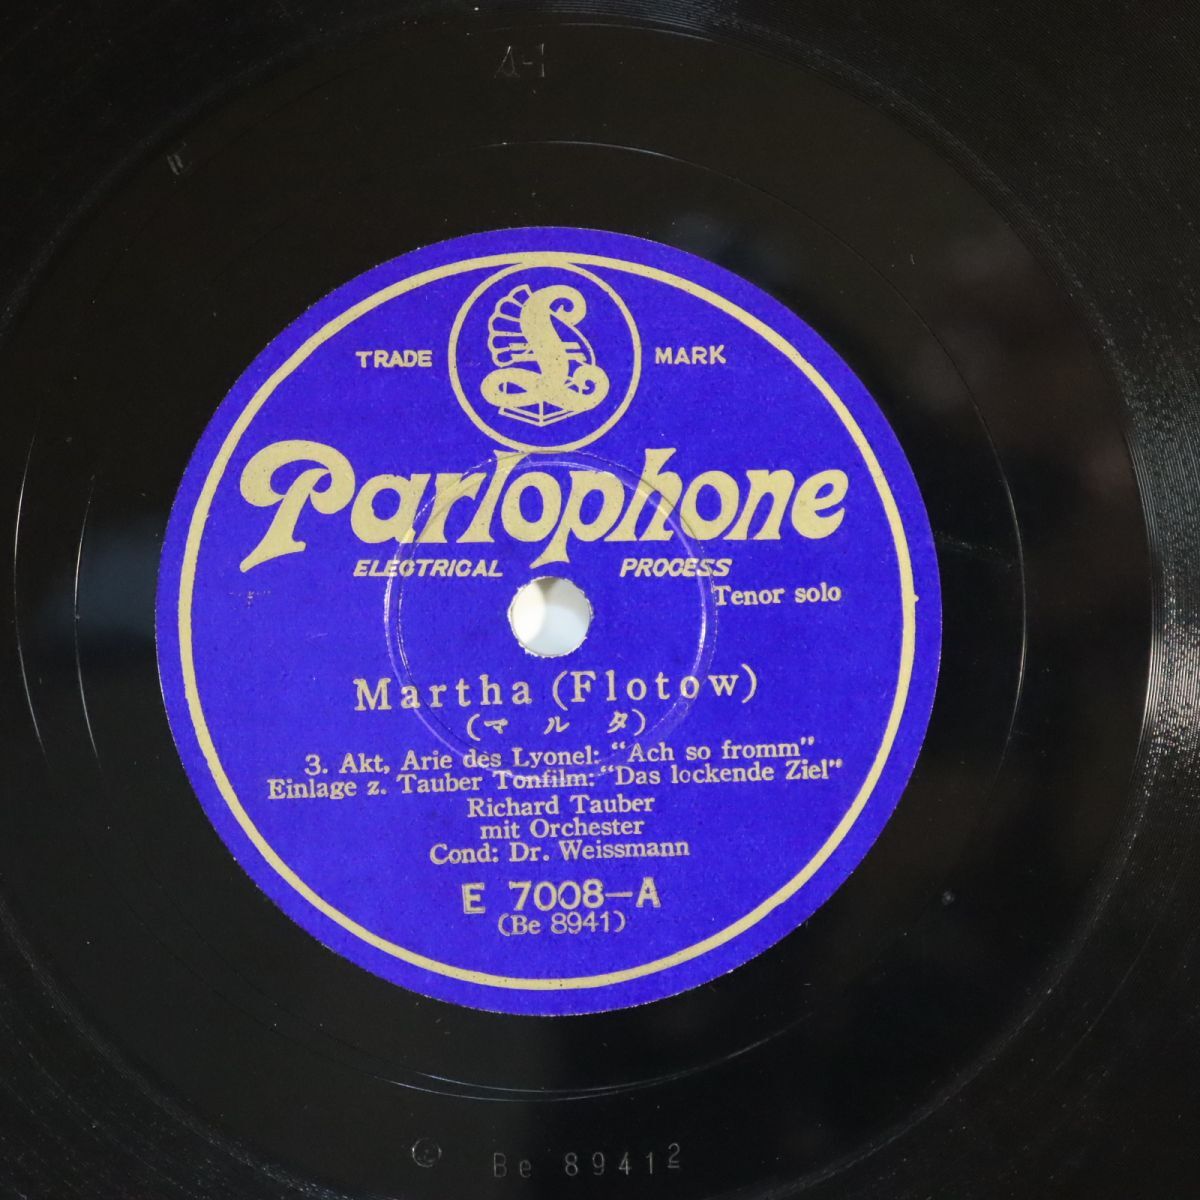 A-1
TRADE MARK
Parlophone
ELECTRICAL PROCESS
Tenor solo
Martha (Flotow)
(マルタ)
3. Akt, Arie des Lyonel: "Ach so fromm"
Einlage z. Tauber Tonfilm: "Das lockende Ziel"
Richard Tauber
mit Orchester
Cond: Dr. Weissmann
E 7008-A
(Be 8941)
Be 8941²